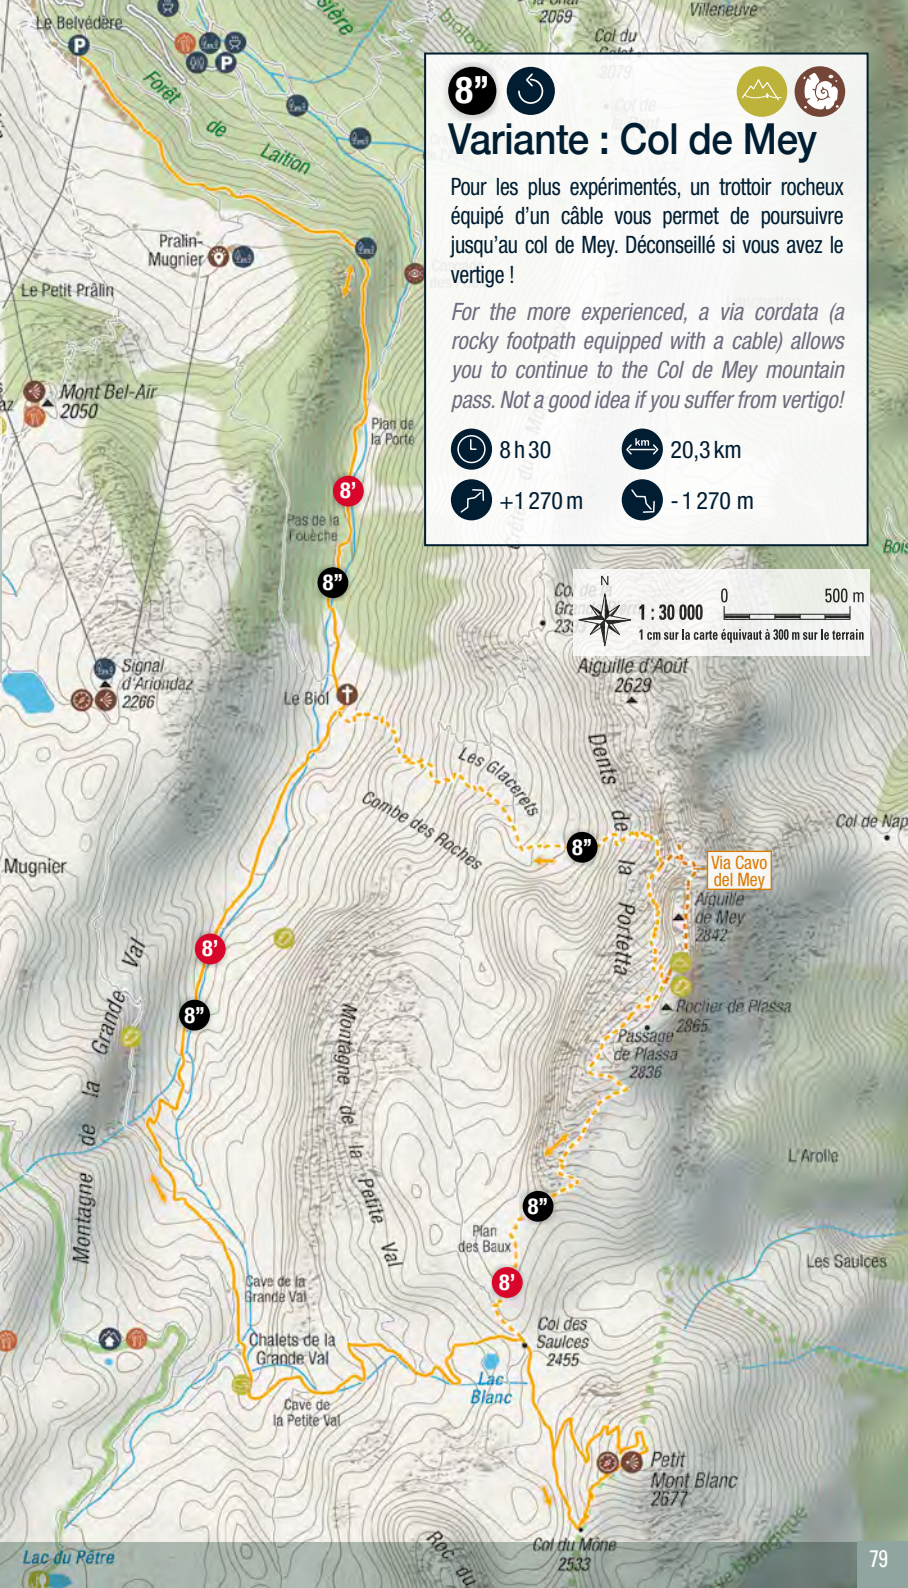 Le Belvédère
P
2069
Villeneuve
Col du
P
Forêt
de
Laition
8’’
Variante : Col de Mey
Pour les plus expérimentés, un trottoir rocheux
équipé d’un câble vous permet de poursuivre
jusqu’au col de Mey. Déconseillé si vous avez le
vertige !
For the more experienced, a via cordata (a
rocky footpath equipped with a cable) allows
you to continue to the Col de Mey mountain
pass. Not a good idea if you suffer from vertigo!
8 h 30
km
20,3 km
+1 270 m
- 1 270 m
Pralin-
Mugnier
Le Petit Prâlin
Mont Bel-Air
2050
Plan de
la Porte
8’
Pas de la
Fouèche
8’’
N
1 : 30 000
0
500 m
1 cm sur la carte équivaut à 300 m sur le terrain
Signal
d’Ariondaz
2266
Le Biol
Aiguille d’Août
2629
Dents de la Portetta
Les Glacerets
Combe des Roches
Col de Nap
8’’
Via Cavo
del Mey
Mugnier
Aiguille
de Mey
2842
8’
8’’
Rocher de Plassa
2865
Passage
de Plassa
2836
Montagne de la Grande Val
Montagne de la Petite Val
L’Arolle
8’’
Plan
des Baux
8’
Les Saulces
Cave de la
Grande Val
Chalets de la
Grande Val
Col des
Saulces
2455
Lac
Blanc
Cave de
la Petite Val
Petit
Mont Blanc
2677
Col du Mône
2533
Roc du
Lac du Pêtre
79